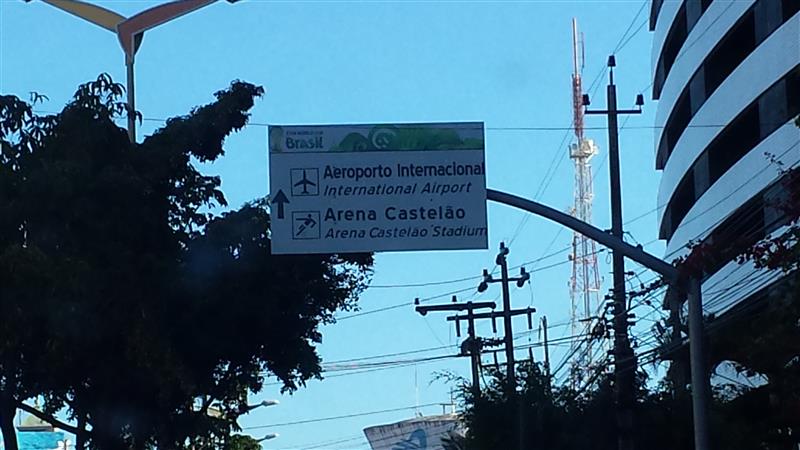 Brasil
Aeroporto Internacional
International Airport
Arena Castelão
Arena Castelão Stadium